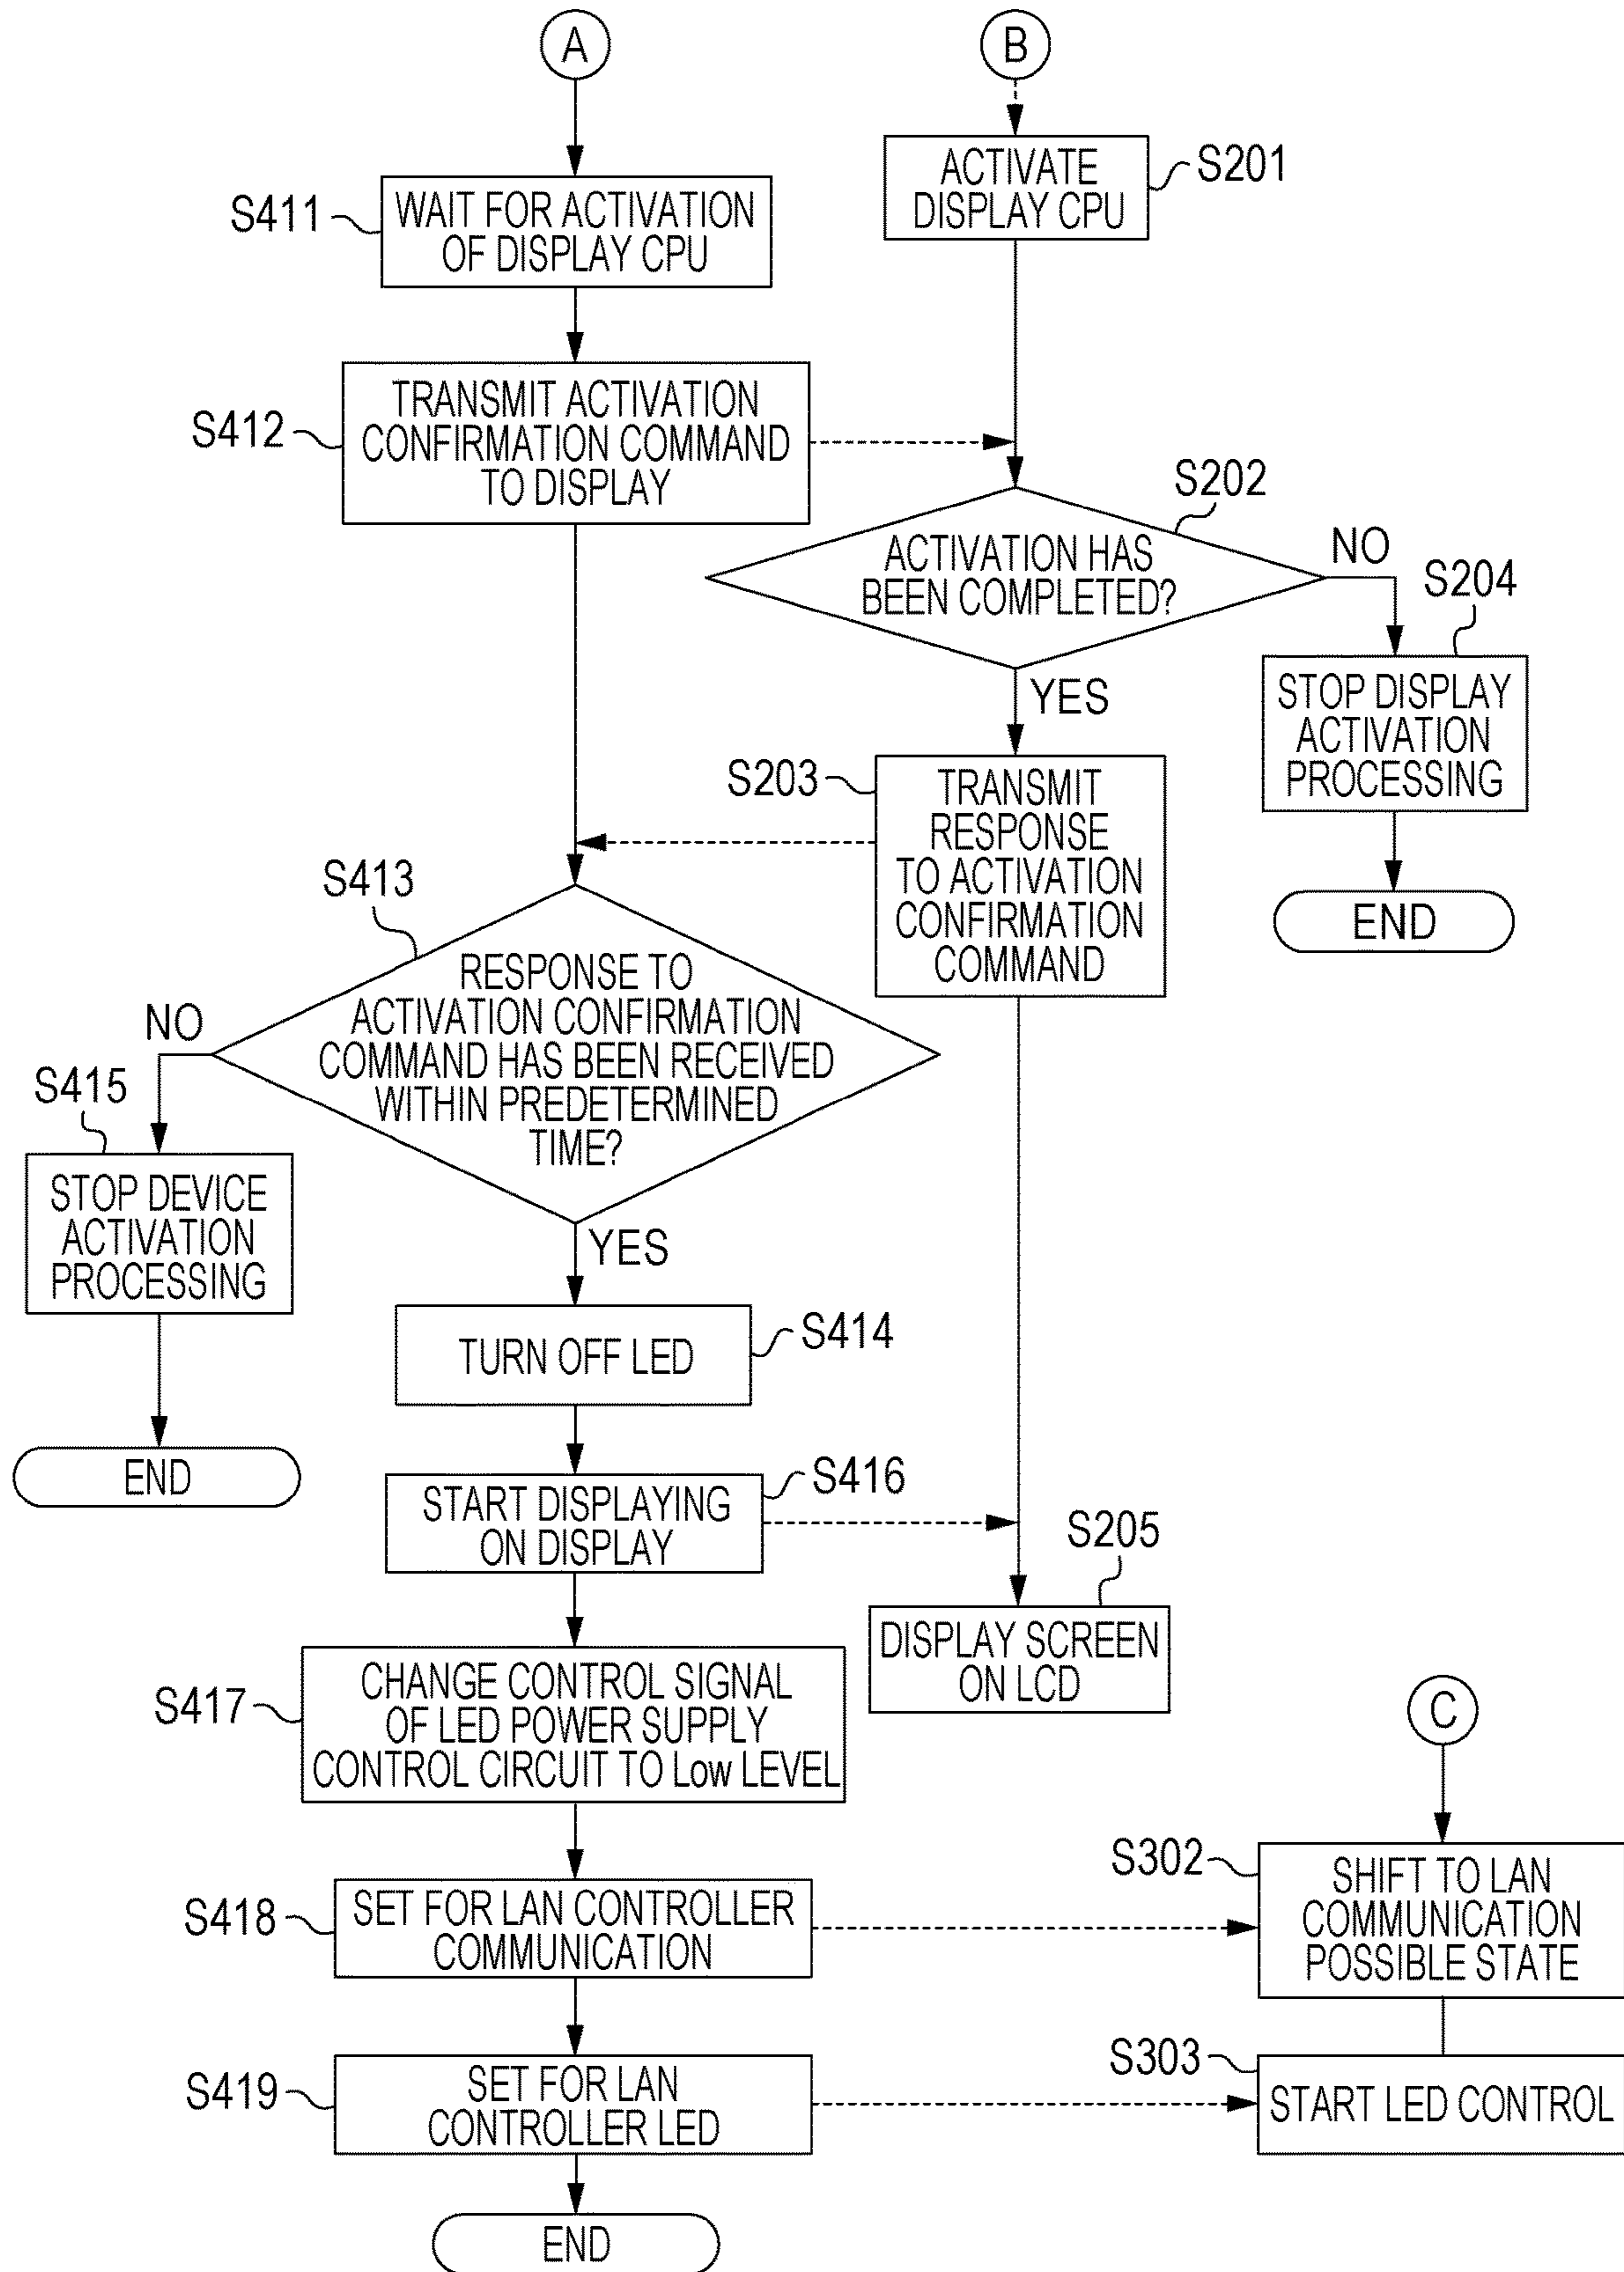 A
B
ACTIVATE
DISPLAY CPU
S201
S411
WAIT FOR ACTIVATION
OF DISPLAY CPU
S412
TRANSMIT ACTIVATION
CONFIRMATION COMMAND
TO DISPLAY
S202
ACTIVATION HAS
BEEN COMPLETED?
NO
S204
STOP DISPLAY
ACTIVATION
PROCESSING
END
YES
S203
TRANSMIT
RESPONSE
TO ACTIVATION
CONFIRMATION
COMMAND
S413
RESPONSE TO
ACTIVATION CONFIRMATION
COMMAND HAS BEEN RECEIVED
WITHIN PREDETERMINED
TIME?
NO
S415
STOP DEVICE
ACTIVATION
PROCESSING
END
YES
TURN OFF LED
S414
START DISPLAYING
ON DISPLAY
S416
S205
DISPLAY SCREEN
ON LCD
S417
CHANGE CONTROL SIGNAL
OF LED POWER SUPPLY
CONTROL CIRCUIT TO Low LEVEL
C
S418
SET FOR LAN CONTROLLER
COMMUNICATION
S302
SHIFT TO LAN
COMMUNICATION
POSSIBLE STATE
S419
SET FOR LAN
CONTROLLER LED
S303
START LED CONTROL
END